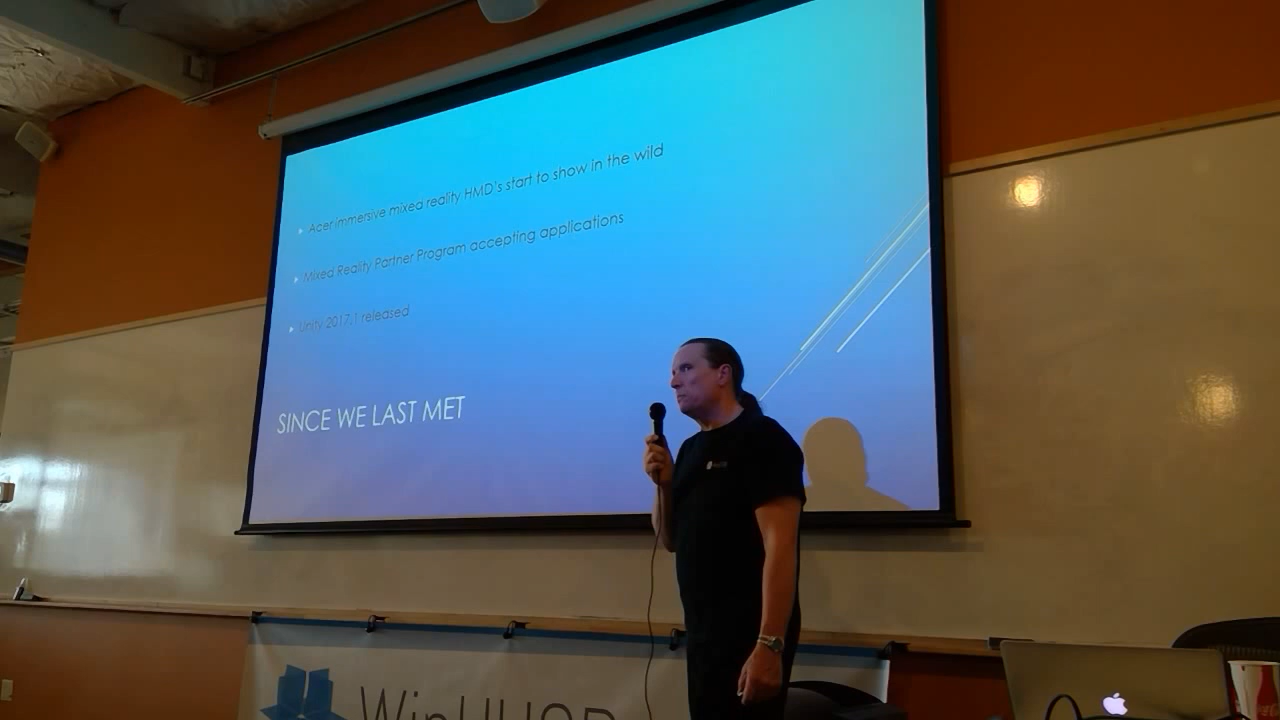 Acer immersive mixed reality HMD's start to show in the wild
Mixed Reality Partner Program accepting applications
Unity 2017.1 released
SINCE WE LAST MET
WinHUGR